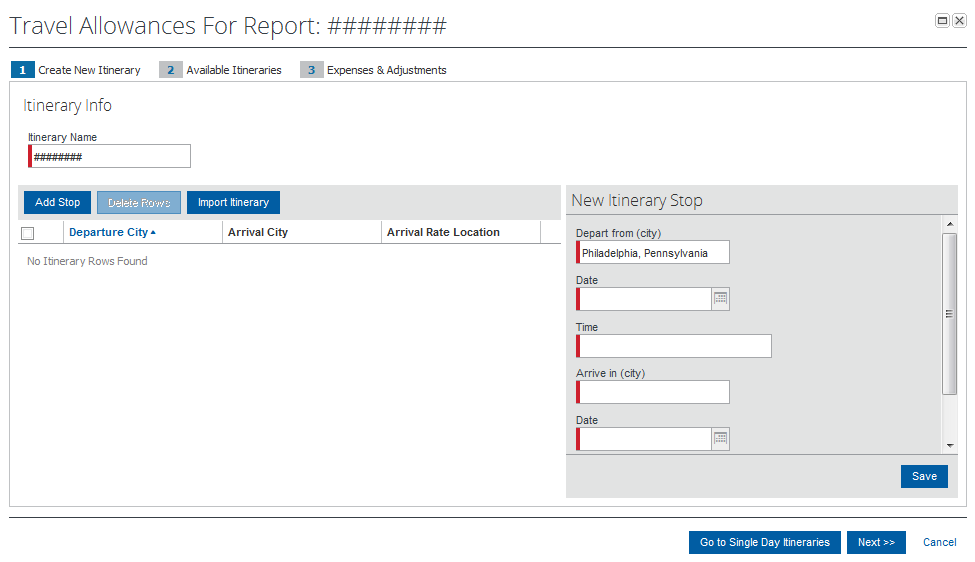 Travel Allowances For Report: ########
1 Create New Itinerary 2 Available Itineraries 3 Expenses & Adjustments
Itinerary Info
Itinerary Name
########
Add Stop Delete Rows Import Itinerary
Departure City Arrival City Arrival Rate Location
No Itinerary Rows Found
New Itinerary Stop
Depart from (city)
Philadelphia, Pennsylvania
Date
Time
Arrive in (city)
Date
Save
Go to Single Day Itineraries Next >> Cancel